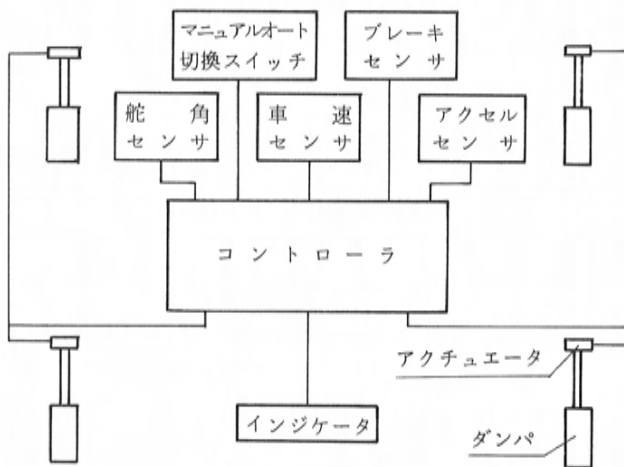 マニュアルオート
切換スイッチ
ブレーキ
センサ
舵角
センサ
車速
センサ
アクセル
センサ
コントローラ
アクチュエータ
インジケータ
ダンパ